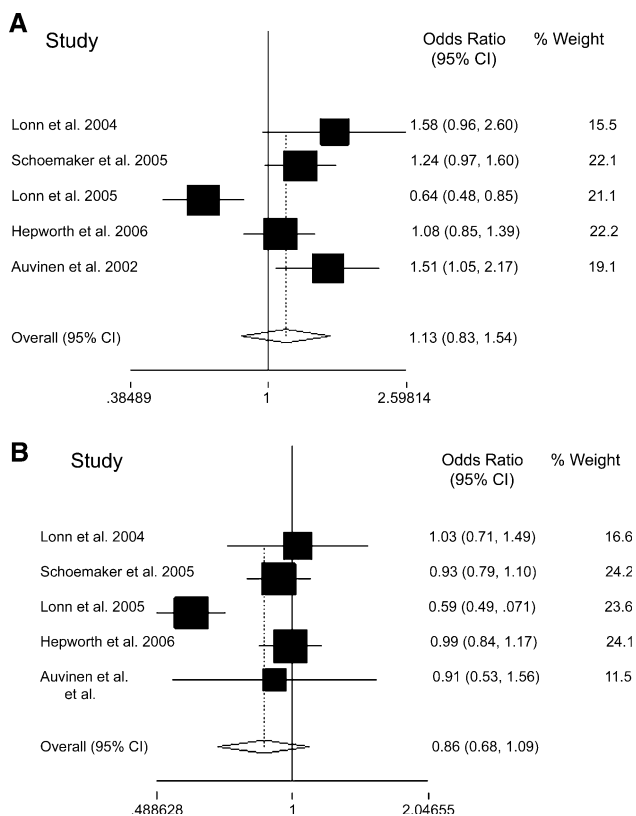 A
Study Odds Ratio (95% CI) % Weight
Lonn et al. 2004 1.58 (0.96, 2.60) 15.5
Schoemaker et al. 2005 1.24 (0.97, 1.60) 22.1
Lonn et al. 2005 0.64 (0.48, 0.85) 21.1
Hepworth et al. 2006 1.08 (0.85, 1.39) 22.2
Auvinen et al. 2002 1.51 (1.05, 2.17) 19.1
Overall (95% CI) 1.13 (0.83, 1.54)
.38489 1 2.59814
B
Study Odds Ratio (95% CI) % Weight
Lonn et al. 2004 1.03 (0.71, 1.49) 16.6
Schoemaker et al. 2005 0.93 (0.79, 1.10) 24.2
Lonn et al. 2005 0.59 (0.49, .071) 23.6
Hepworth et al. 2006 0.99 (0.84, 1.17) 24.1
Auvinen et al. 0.91 (0.53, 1.56) 11.5
et al.
Overall (95% CI) 0.86 (0.68, 1.09)
.488628 1 2.04655